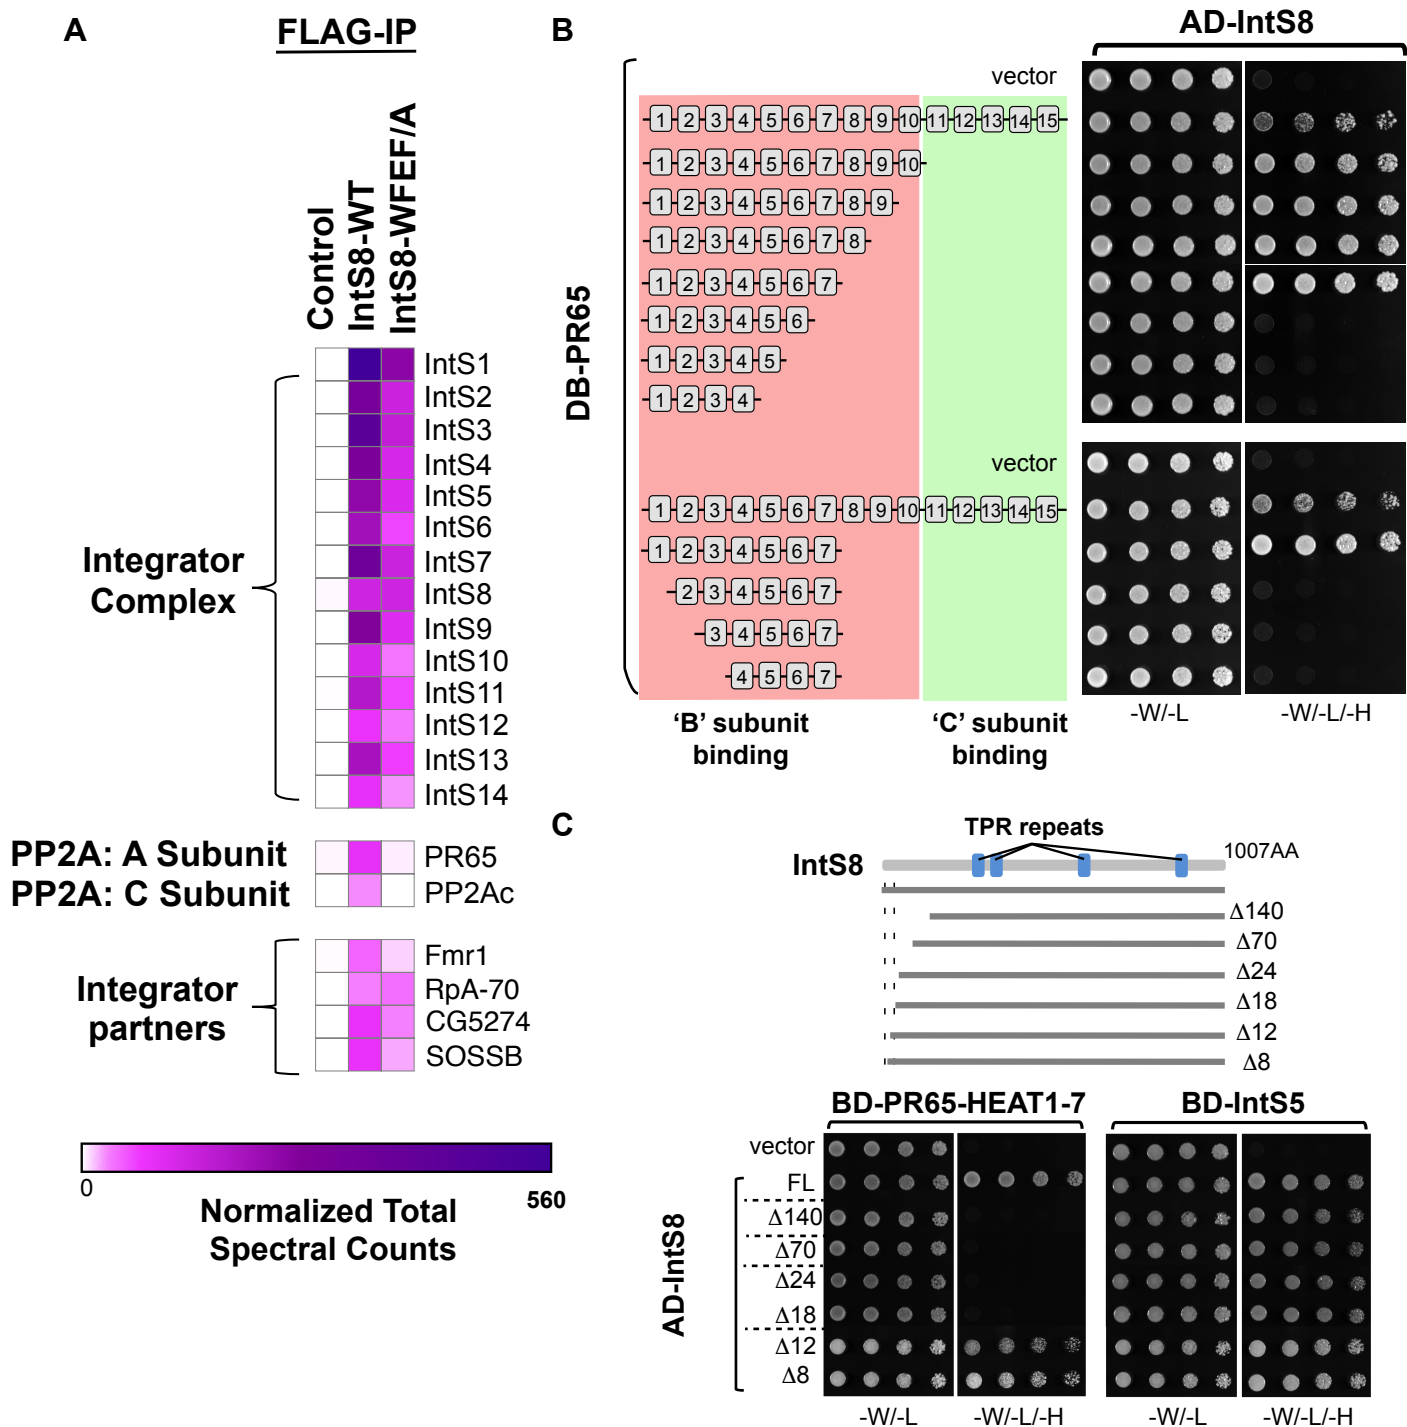 A
FLAG-IP
Control
IntS8-WT
IntS8-WFEF/A
Integrator
Complex
IntS1
IntS2
IntS3
IntS4
IntS5
IntS6
IntS7
IntS8
IntS9
IntS10
IntS11
IntS12
IntS13
IntS14
PP2A: A Subunit
PR65
PP2A: C Subunit
PP2Ac
Integrator
partners
Fmr1
RpA-70
CG5274
SOSSB
0
560
Normalized Total
Spectral Counts
B
AD-IntS8
DB-PR65
vector
1 2 3 4 5 6 7 8 9 10 11 12 13 14 15
1 2 3 4 5 6 7 8 9 10
1 2 3 4 5 6 7 8 9
1 2 3 4 5 6 7 8
1 2 3 4 5 6 7
1 2 3 4 5 6
1 2 3 4 5
1 2 3 4
vector
1 2 3 4 5 6 7 8 9 10 11 12 13 14 15
1 2 3 4 5 6 7
2 3 4 5 6 7
3 4 5 6 7
4 5 6 7
'B' subunit
binding
'C' subunit
binding
-W/-L
-W/-L/-H
C
TPR repeats
IntS8
1007AA
Δ140
Δ70
Δ24
Δ18
Δ12
Δ8
BD-PR65-HEAT1-7
BD-IntS5
AD-IntS8
vector
FL
Δ140
Δ70
Δ24
Δ18
Δ12
Δ8
-W/-L
-W/-L/-H
-W/-L
-W/-L/-H